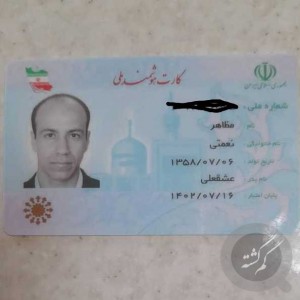 جمهوری اسلامی ایران
کارت هوشمند ملی
شماره ملی
مظاهر
نام
نعمتی
نام خانوادگی
۱۳۵۸/۰۷/۰۶
تاریخ تولد
عشقعلی
نام پدر
۱۴۰۲/۰۷/۱۶
پایان اعتبار
گم گشته